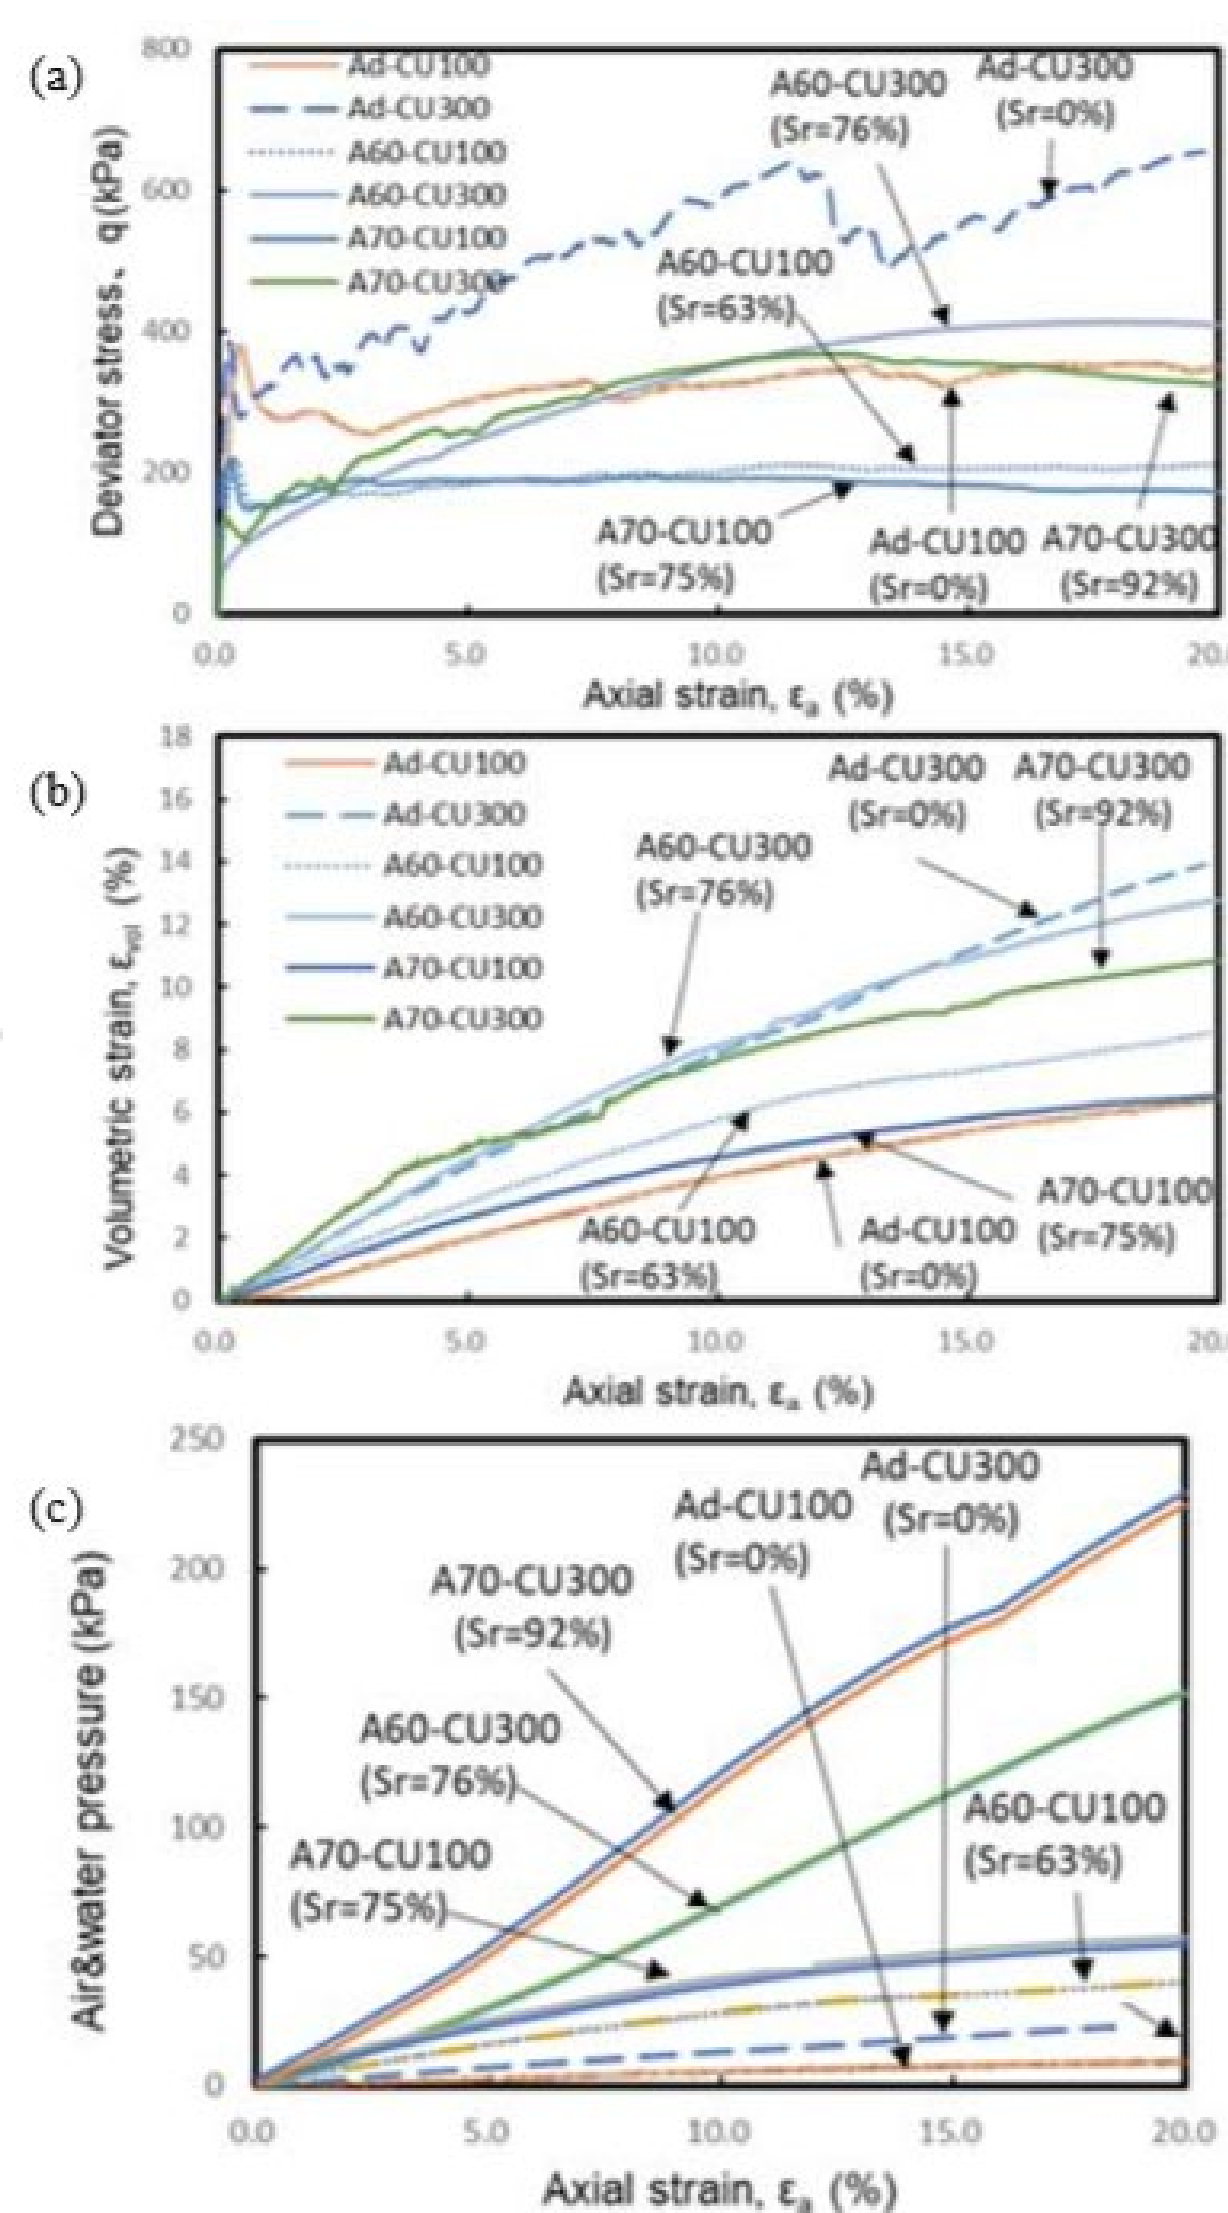 (a)
800
600
400
200
0
Deviator stress, q(kPa)
Ad-CU100
Ad-CU300
A60-CU100
A60-CU300
A70-CU100
A70-CU300
A60-CU300
(Sr=76%)
Ad-CU300
(Sr=0%)
A60-CU100
(Sr=63%)
A70-CU100
(Sr=75%)
Ad-CU100
(Sr=0%)
A70-CU300
(Sr=92%)
0.0 5.0 10.0 15.0 20.
Axial strain, εa (%)
(b)
18
16
14
12
10
8
6
4
2
0
Volumetric strain, εvol (%)
Ad-CU100
Ad-CU300
A60-CU100
A60-CU300
A70-CU100
A70-CU300
Ad-CU300
(Sr=0%)
A70-CU300
(Sr=92%)
A60-CU300
(Sr=76%)
A60-CU100
(Sr=63%)
Ad-CU100
(Sr=0%)
A70-CU100
(Sr=75%)
0.0 5.0 10.0 15.0 20.
Axial strain, εa (%)
(c)
250
200
150
100
50
0
Air&water pressure (kPa)
Ad-CU300
(Sr=0%)
Ad-CU100
(Sr=0%)
A70-CU300
(Sr=92%)
A60-CU300
(Sr=76%)
A60-CU100
(Sr=63%)
A70-CU100
(Sr=75%)
0.0 5.0 10.0 15.0 20.0
Axial strain, εa (%)